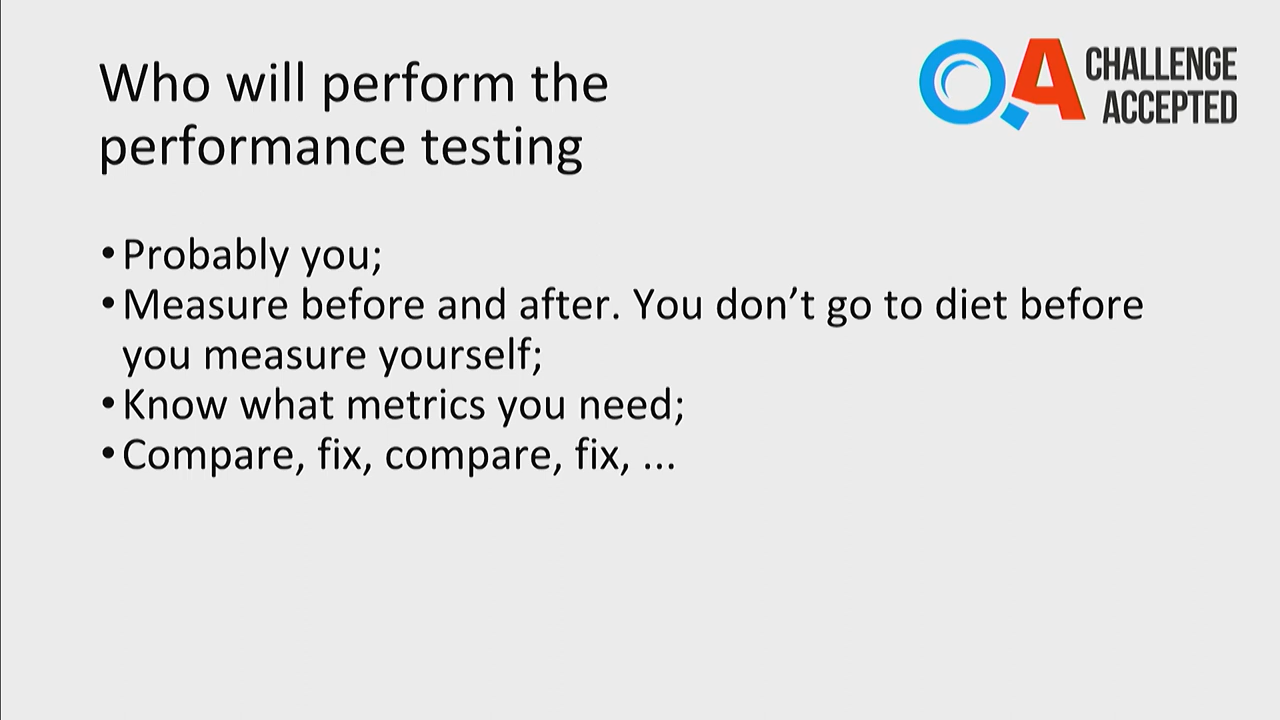 Who will perform the
performance testing
QA CHALLENGE
ACCEPTED
•Probably you;
•Measure before and after. You don’t go to diet before
you measure yourself;
•Know what metrics you need;
•Compare, fix, compare, fix, ...